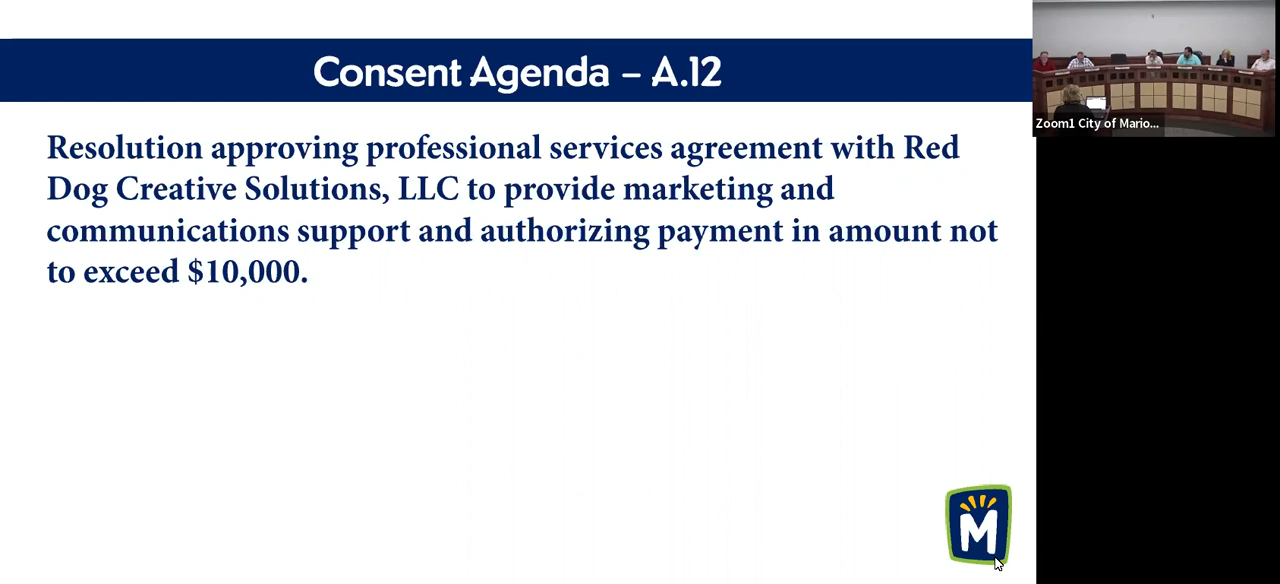 Consent Agenda – A.12
Resolution approving professional services agreement with Red
Dog Creative Solutions, LLC to provide marketing and
communications support and authorizing payment in amount not
to exceed $10,000.
Zoom1 City of Mario...
M